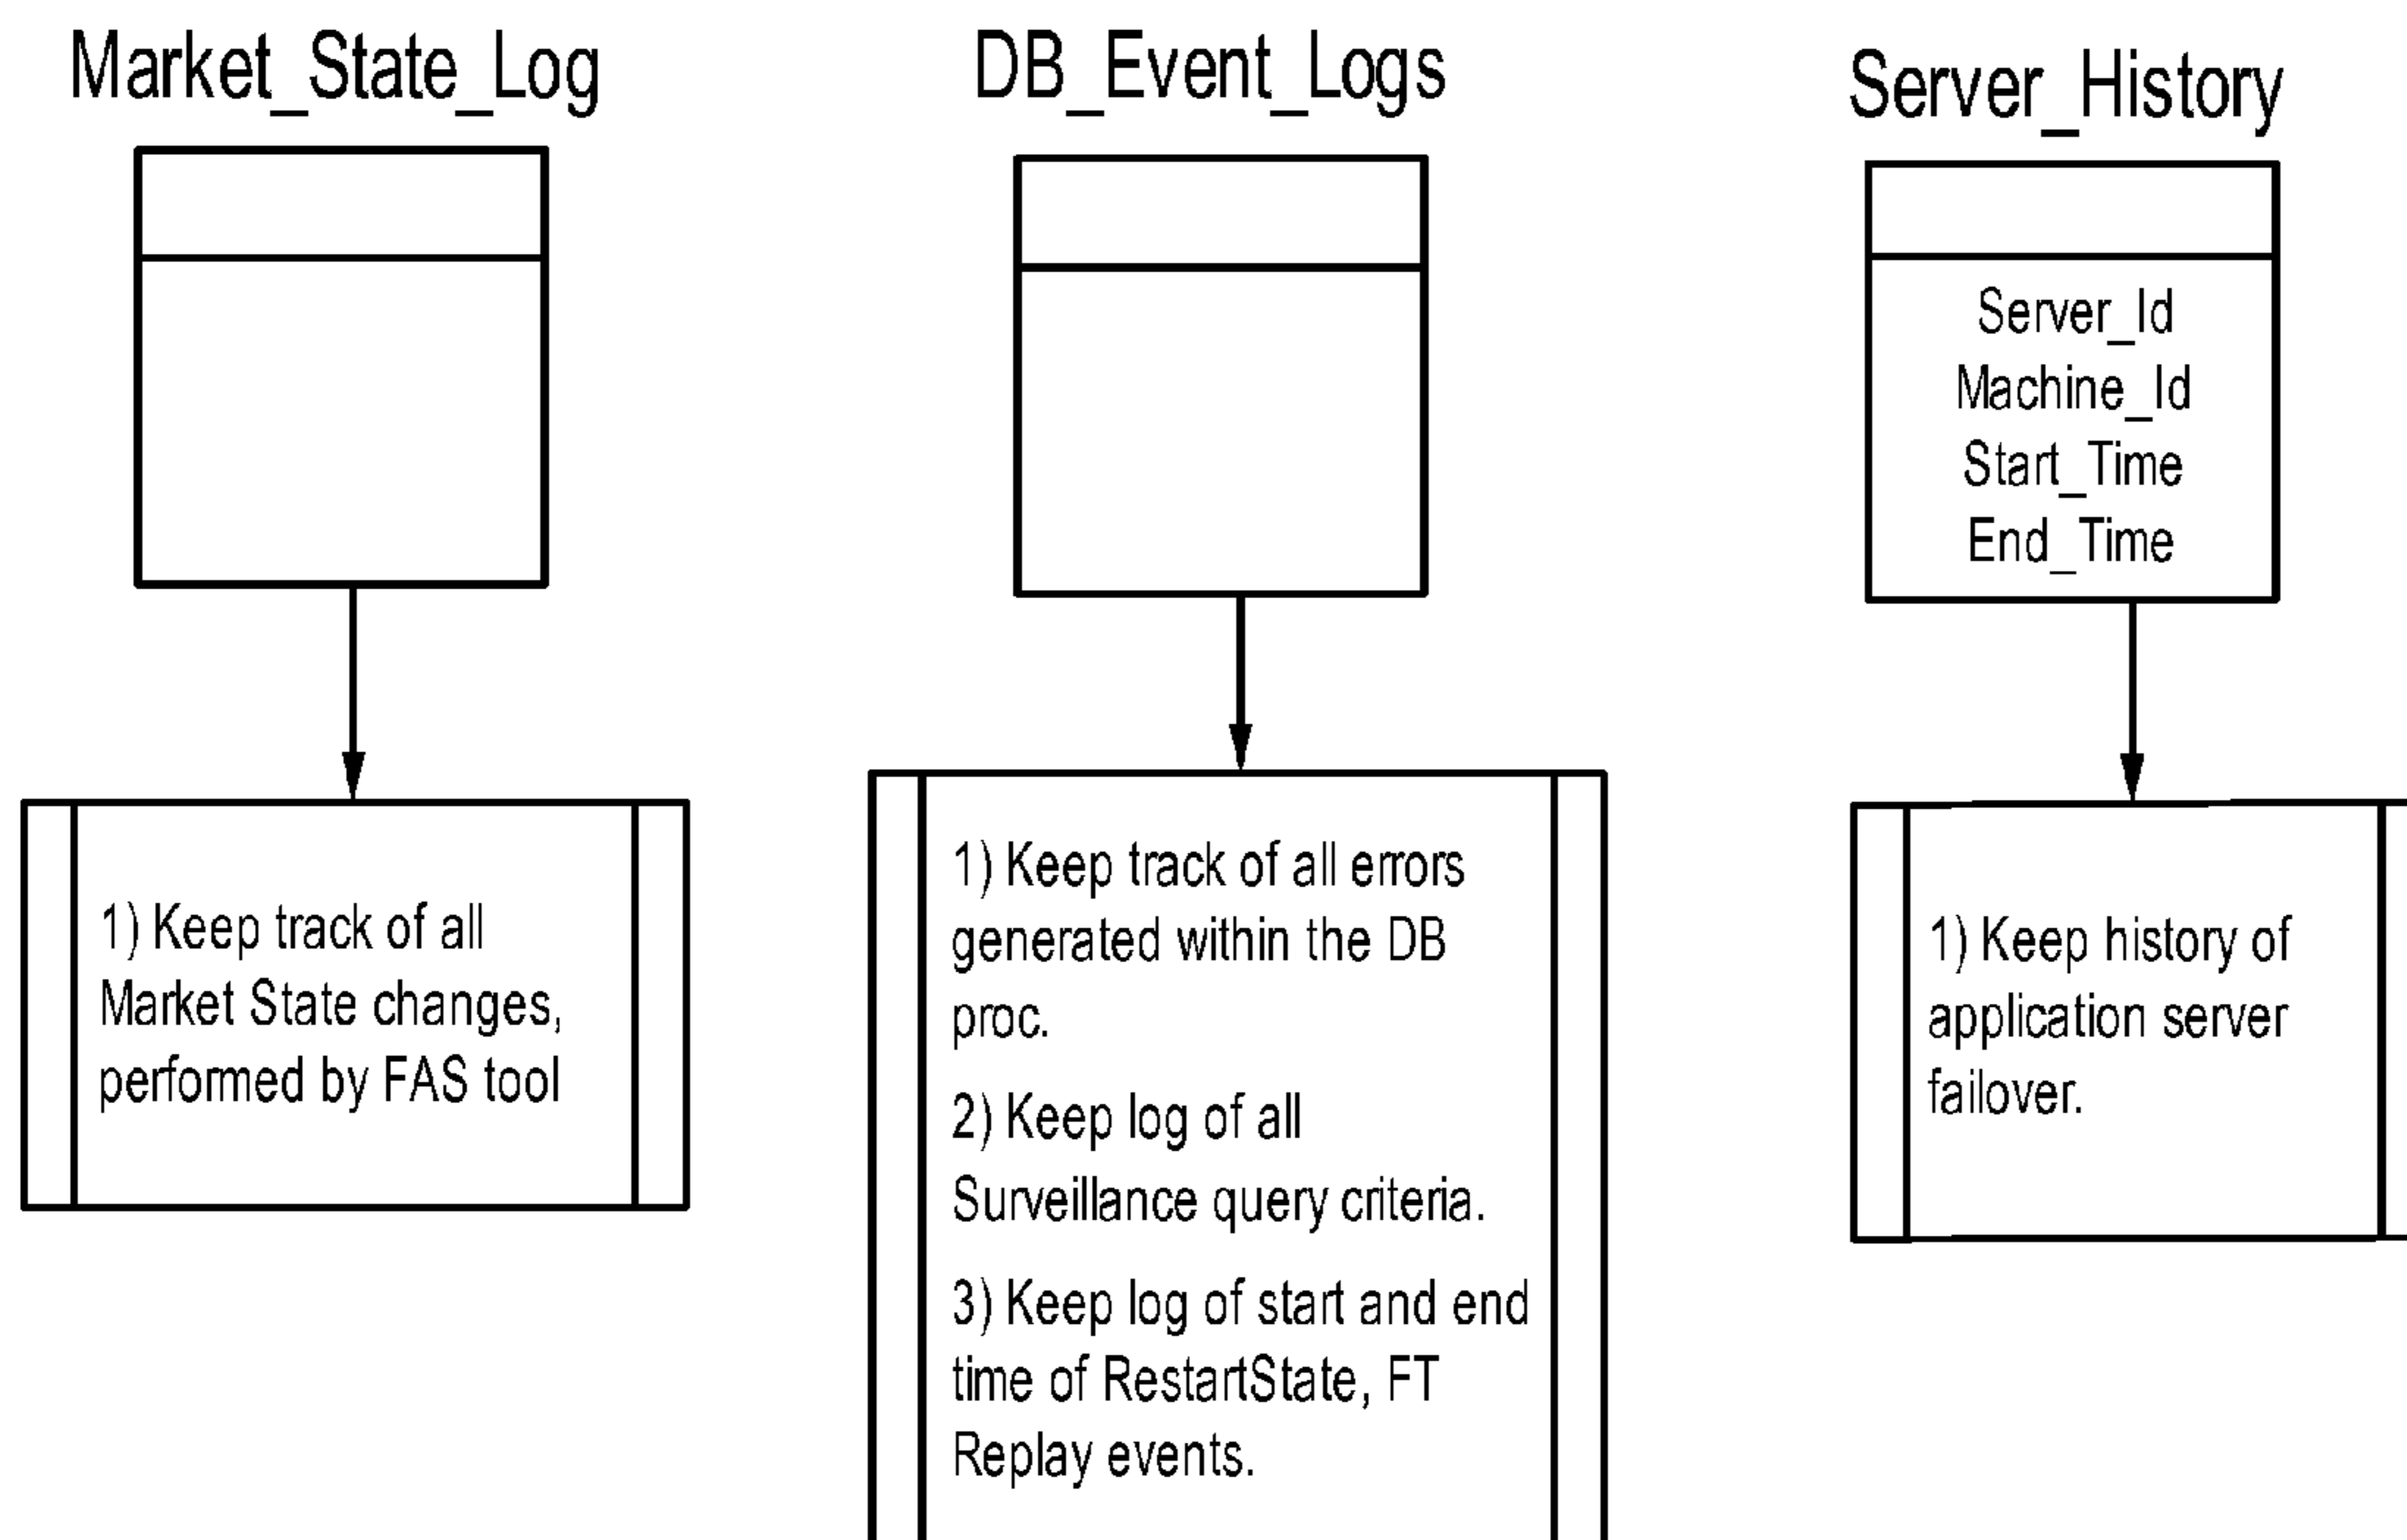 Market_State_Log
DB_Event_Logs
Server_History
Server_Id
Machine_Id
Start_Time
End_Time
1) Keep track of all
Market State changes,
performed by FAS tool
1) Keep track of all errors
generated within the DB
proc.
2) Keep log of all
Surveillance query criteria.
3) Keep log of start and end
time of RestartState, FT
Replay events.
1) Keep history of
application server
failover.